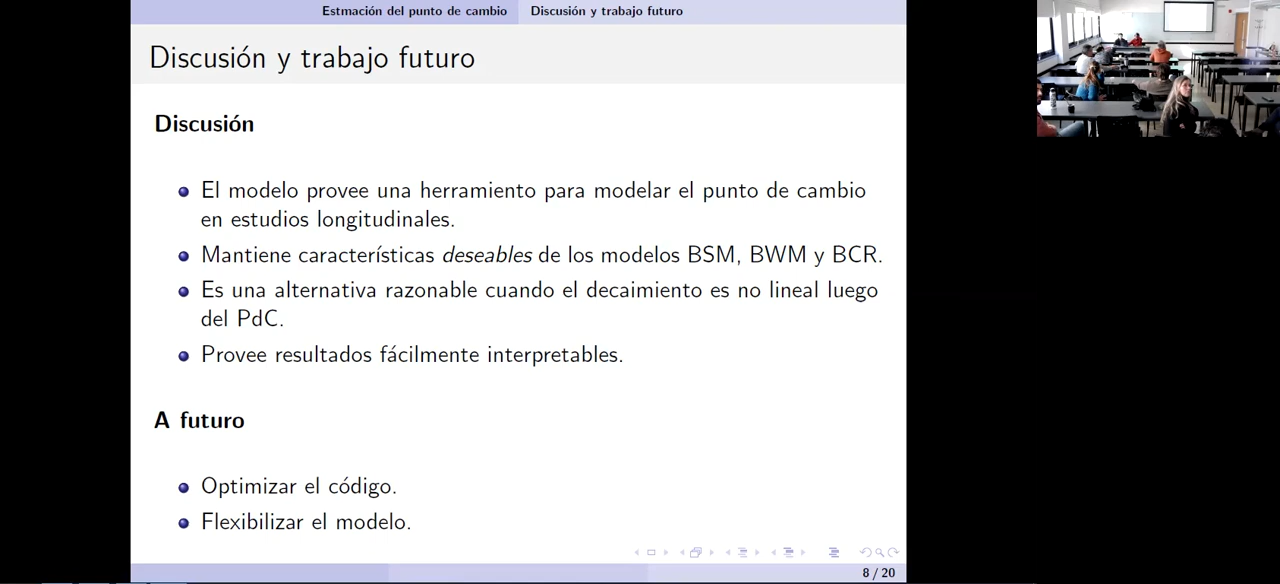 Estmación del punto de cambio Discusión y trabajo futuro
Discusión y trabajo futuro
Discusión
El modelo provee una herramiento para modelar el punto de cambio
en estudios longitudinales.
Mantiene características deseables de los modelos BSM, BWM y BCR.
Es una alternativa razonable cuando el decaimiento es no lineal luego
del PdC.
Provee resultados fácilmente interpretables.
A futuro
Optimizar el código.
Flexibilizar el modelo.
8 / 20